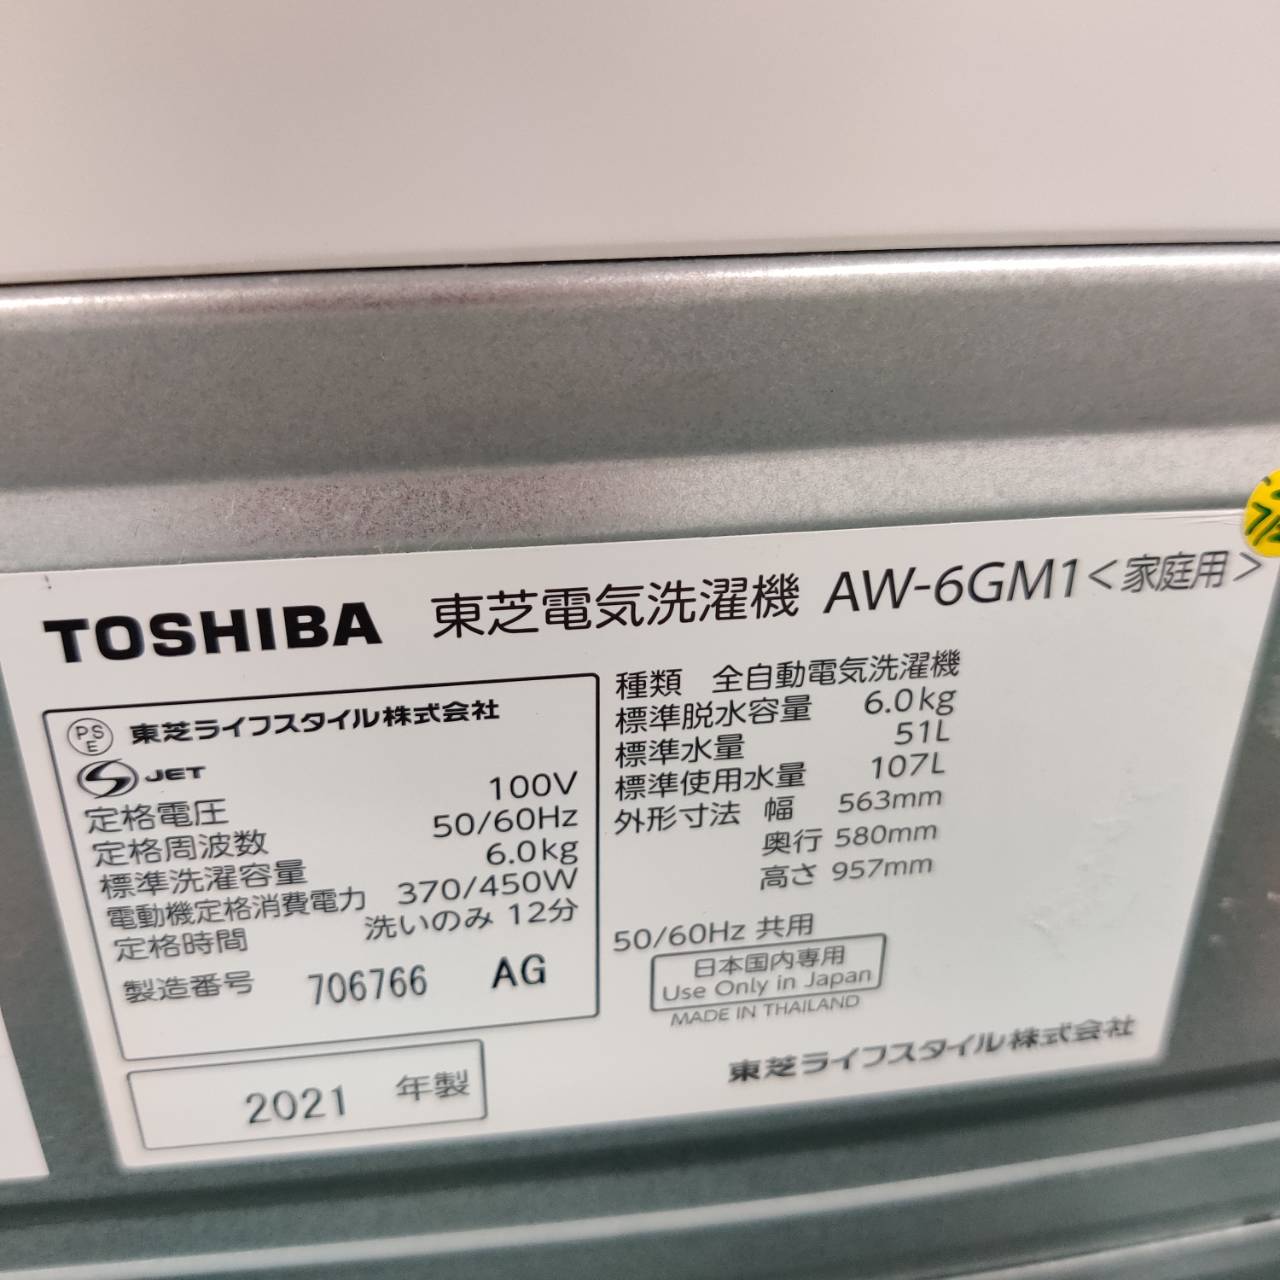 TOSHIBA 東芝電気洗濯機 AW-6GM1<家庭用>
PS
E
東芝ライフスタイル株式会社
JET
定格電圧 100V
定格周波数 50/60Hz
標準洗濯容量 6.0kg
電動機定格消費電力 370/450W
定格時間 洗いのみ 12分
製造番号 706766 AG
2021 年製
種類 全自動電気洗濯機
標準脱水容量 6.0kg
標準水量 51L
標準使用水量 107L
外形寸法 幅 563mm
奥行 580mm
高さ 957mm
50/60Hz 共用
日本国内専用
Use Only in Japan
MADE IN THAILAND
東芝ライフスタイル株式会社